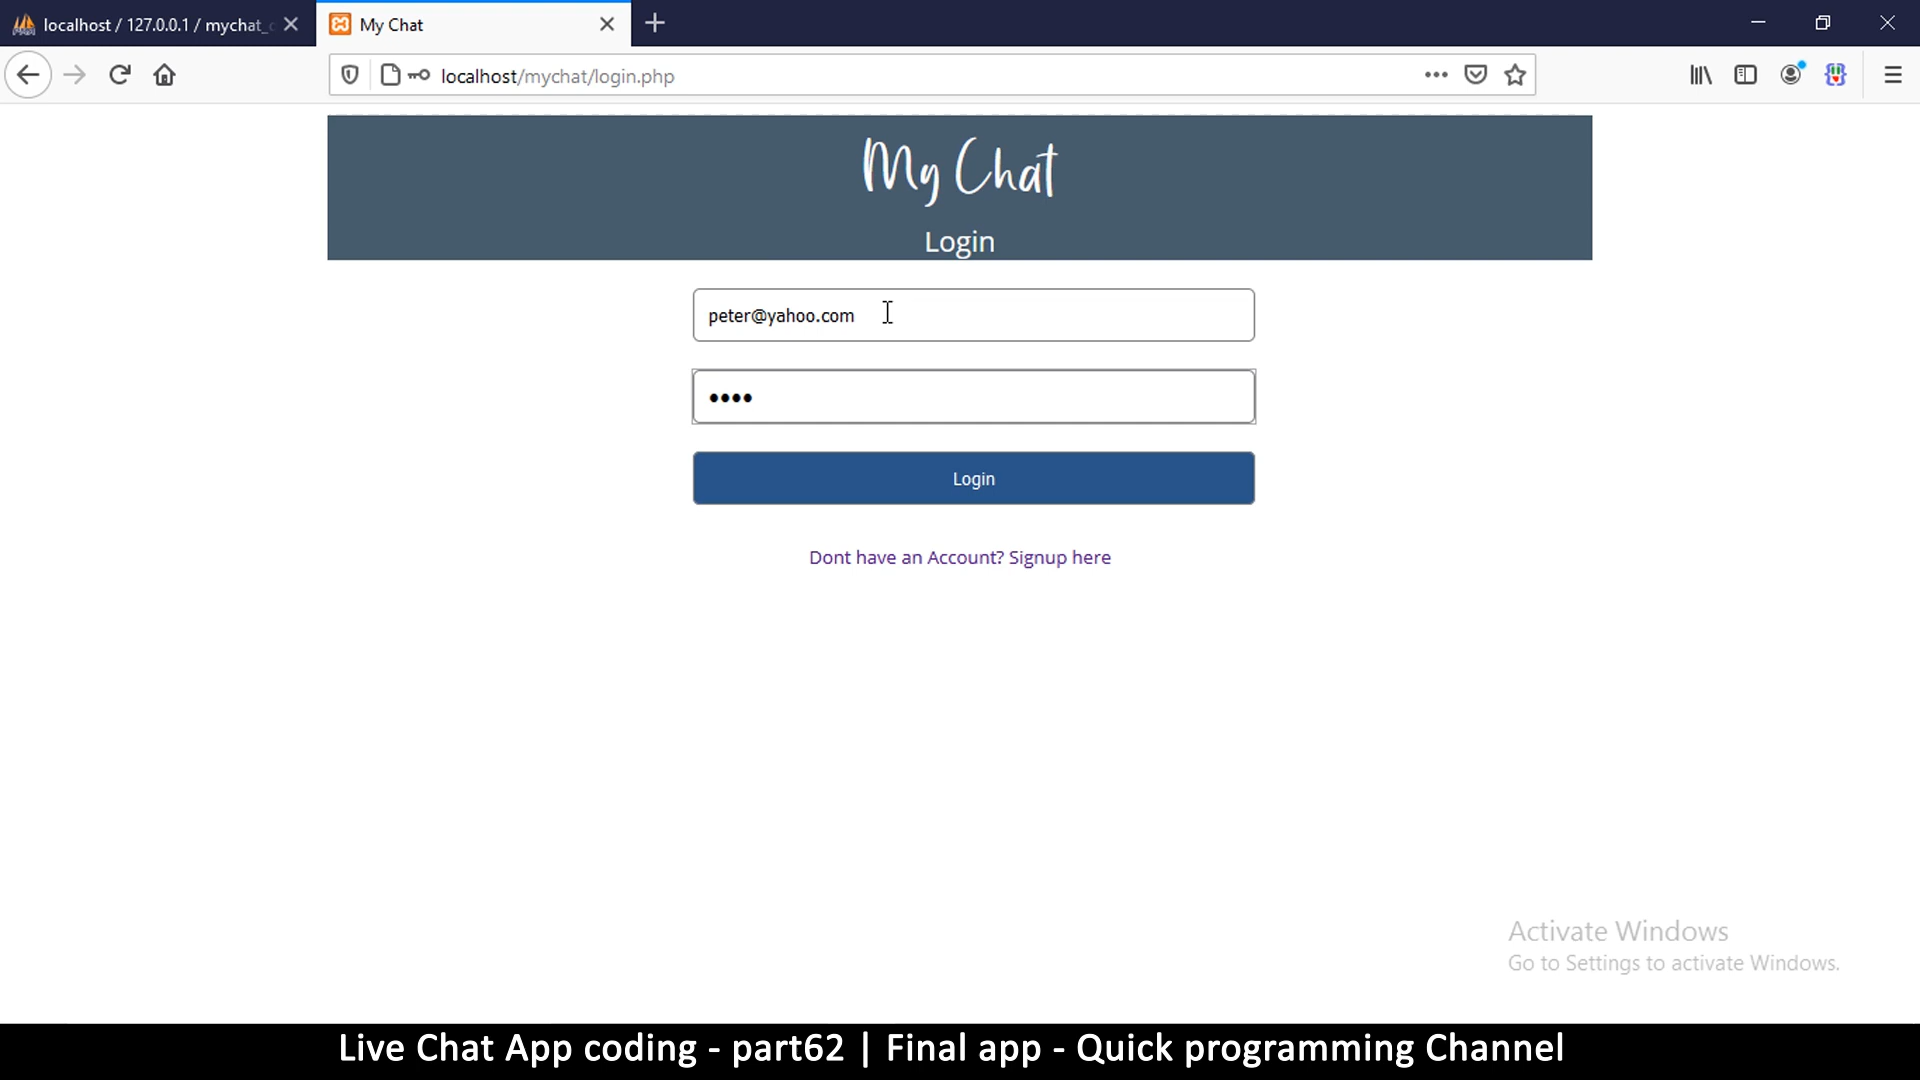 localhost / 127.0.0.1 / mychat_
My Chat
localhost/mychat/login.php
My Chat
Login
peter@yahoo.com
••••
Login
Dont have an Account? Signup here
Activate Windows
Go to Settings to activate Windows.
Live Chat App coding - part62 | Final app - Quick programming Channel